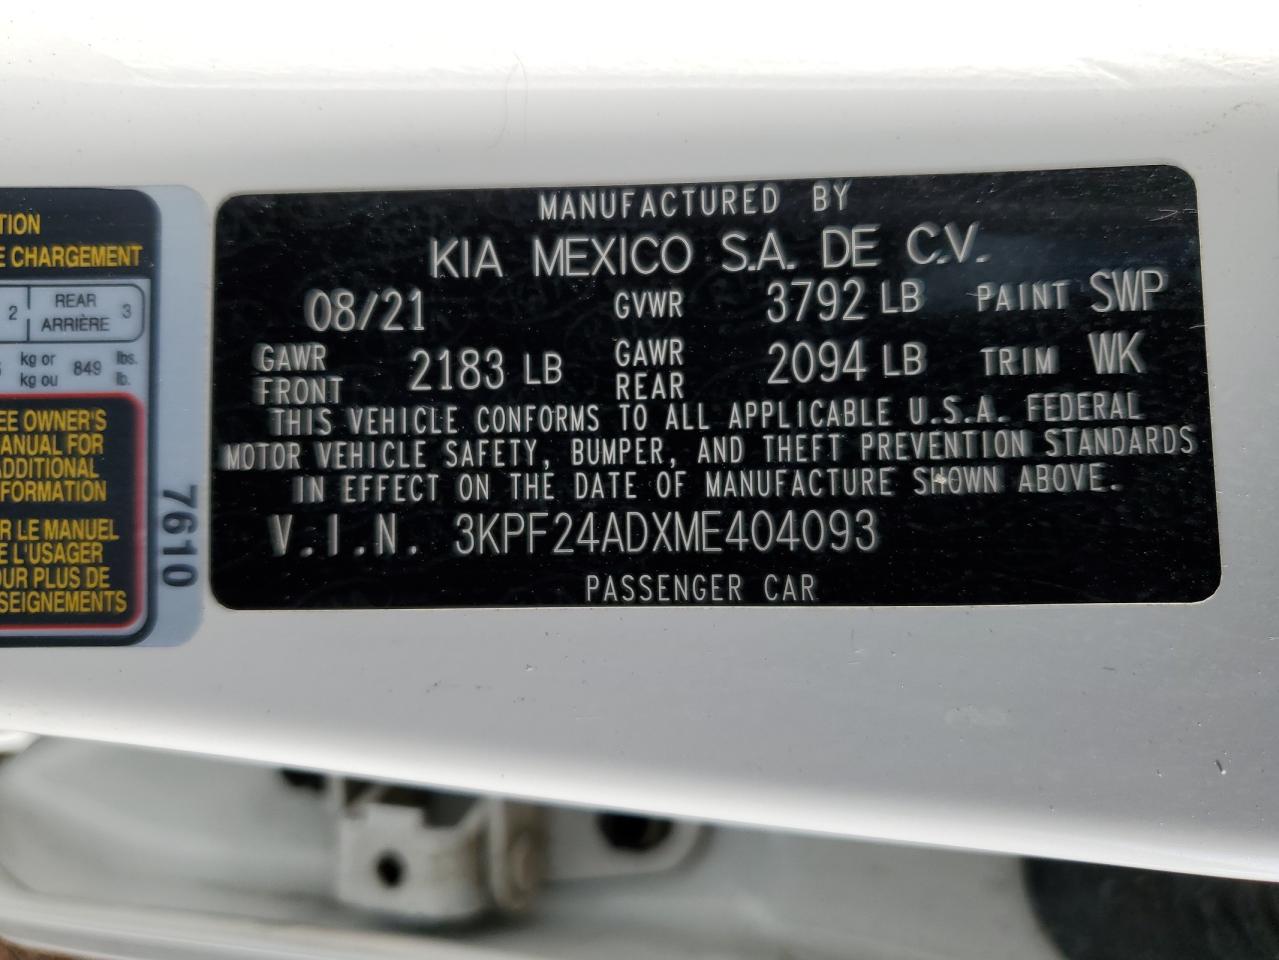 TION
E CHARGEMENT
2 REAR ARRIÈRE 3
kg or 849 lbs.
kg ou lb.
EE OWNER'S
ANUAL FOR
ADDITIONAL
FORMATION
R LE MANUEL
E L'USAGER
OUR PLUS DE
SEIGNEMENTS
7610
MANUFACTURED BY
KIA MEXICO S.A. DE C.V.
08/21 GVWR 3792 LB PAINT SWP
GAWR FRONT 2183 LB GAWR REAR 2094 LB TRIM WK
THIS VEHICLE CONFORMS TO ALL APPLICABLE U.S.A. FEDERAL
MOTOR VEHICLE SAFETY, BUMPER, AND THEFT PREVENTION STANDARDS
IN EFFECT ON THE DATE OF MANUFACTURE SHOWN ABOVE.
V.I.N. 3KPF24ADXME404093
PASSENGER CAR